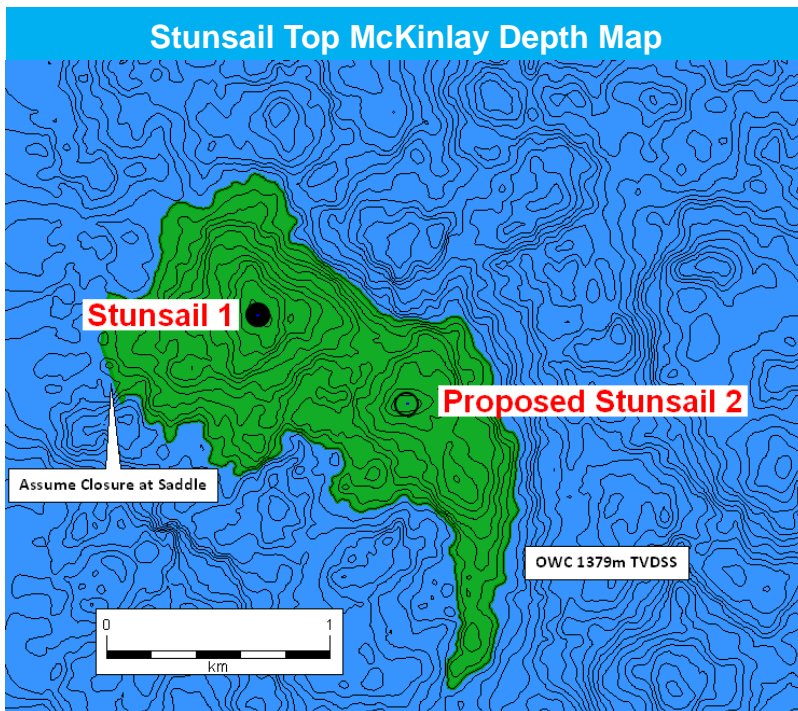 Stunsail Top McKinlay Depth Map
Stunsail 1
Proposed Stunsail 2
Assume Closure at Saddle
OWC 1379m TVDSS
0 1
km